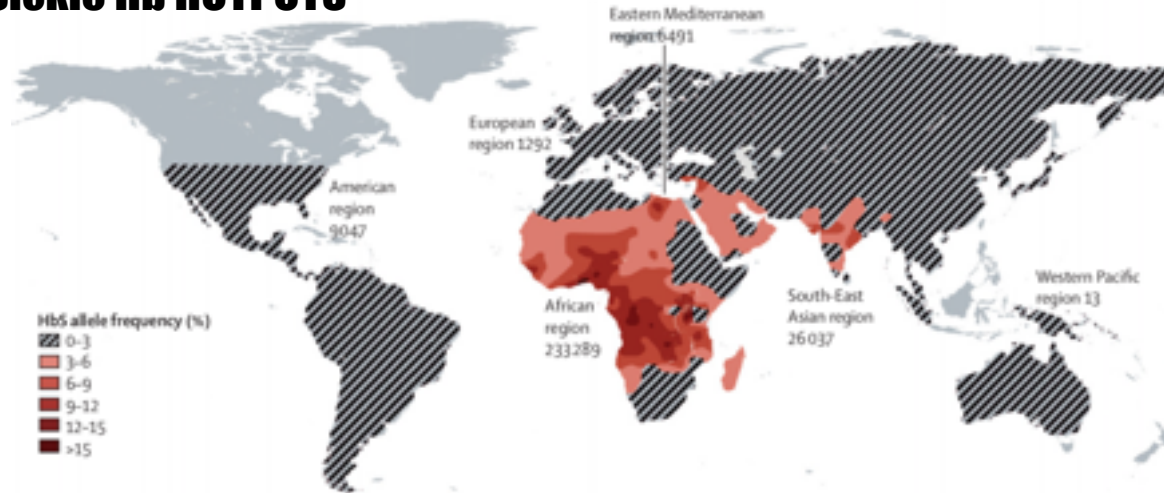 Eastern Mediterranean
region 6491
European
region 1292
American
region
9047
African
region
233289
South-East
Asian region
26037
Western Pacific
region 13
HbS allele frequency (%)
0-3
3-6
6-9
9-12
12-15
>15